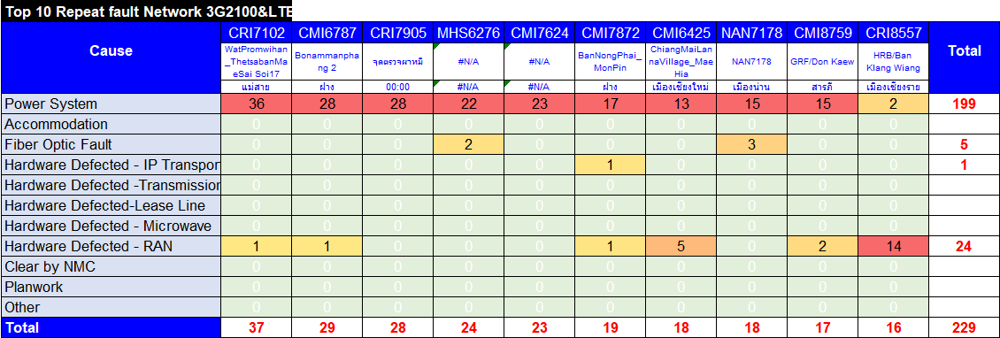 Top 10 Repeat fault Network 3G2100&LTE
Cause CRI7102 CMI6787 CRI7905 MHS6276 CMI7624 CMI7872 CMI6425 NAN7178 CMI8759 CRI8557 Total
WatPromwihan_ThetsabanMaeSai Soi17 Bonammanphang 2 จุดตรวจผาหมี #N/A #N/A BanNongPhai_MonPin ChiangMaiLannaVillage_MaeHia NAN7178 GRF/Don Kaew HRB/Ban Klang Wiang
แม่สาย ฝาง 00:00 #N/A #N/A ฝาง เมืองเชียงใหม่ เมืองน่าน สารภี เมืองเชียงราย
Power System 36 28 28 22 23 17 13 15 15 2 199
Accommodation 0 0 0 0 0 0 0 0 0 0
Fiber Optic Fault 0 0 0 2 0 0 0 3 0 0 5
Hardware Defected - IP Transpor 0 0 0 0 0 1 0 0 0 0 1
Hardware Defected -Transmission 0 0 0 0 0 0 0 0 0 0
Hardware Defected-Lease Line 0 0 0 0 0 0 0 0 0 0
Hardware Defected - Microwave 0 0 0 0 0 0 0 0 0 0
Hardware Defected - RAN 1 1 0 0 0 1 5 0 2 14 24
Clear by NMC 0 0 0 0 0 0 0 0 0 0
Planwork 0 0 0 0 0 0 0 0 0 0
Other 0 0 0 0 0 0 0 0 0 0
Total 37 29 28 24 23 19 18 18 17 16 229